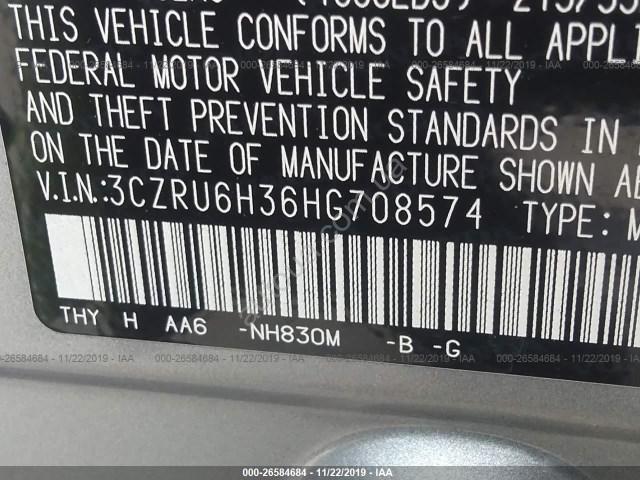 THIS VEHICLE CONFORMS TO ALL APPLI
FEDERAL MOTOR VEHICLE SAFETY
AND THEFT PREVENTION STANDARDS IN
ON THE DATE OF MANUFACTURE SHOWN
V.I.N.:3CZRU6H36HG708574 TYPE:
THY H AA6 -NH830M -B -G
000-26584684 - 11/22/2019 - IAA